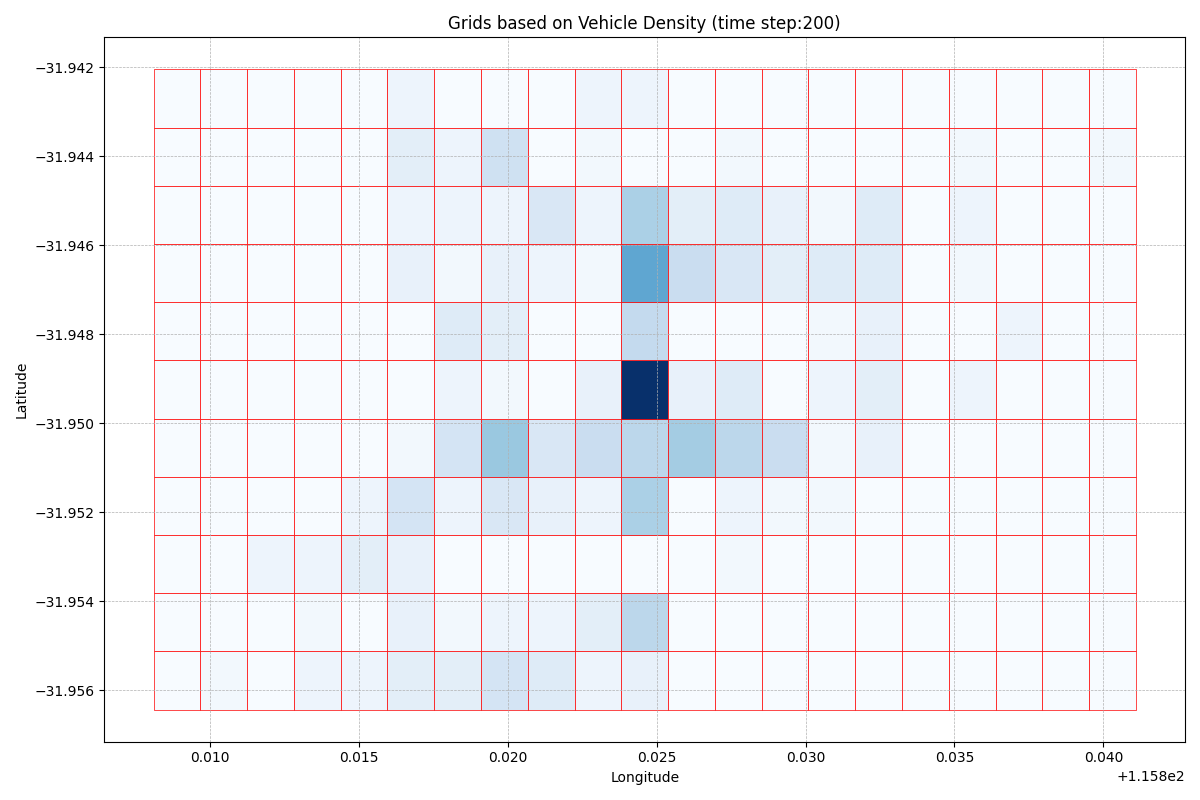 Grids based on Vehicle Density (time step:200)
−31.942
−31.944
−31.946
−31.948
−31.950
−31.952
−31.954
−31.956
Latitude
0.010 0.015 0.020 0.025 0.030 0.035 0.040
Longitude
+1.158e2